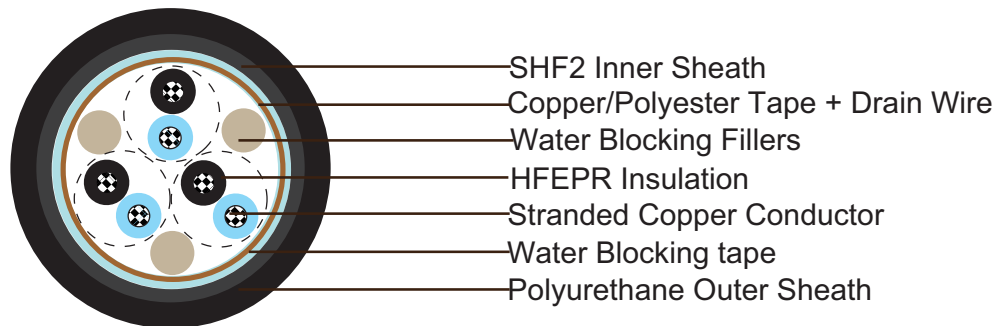 SHF2 Inner Sheath
Copper/Polyester Tape + Drain Wire
Water Blocking Fillers
HFEPR Insulation
Stranded Copper Conductor
Water Blocking tape
Polyurethane Outer Sheath